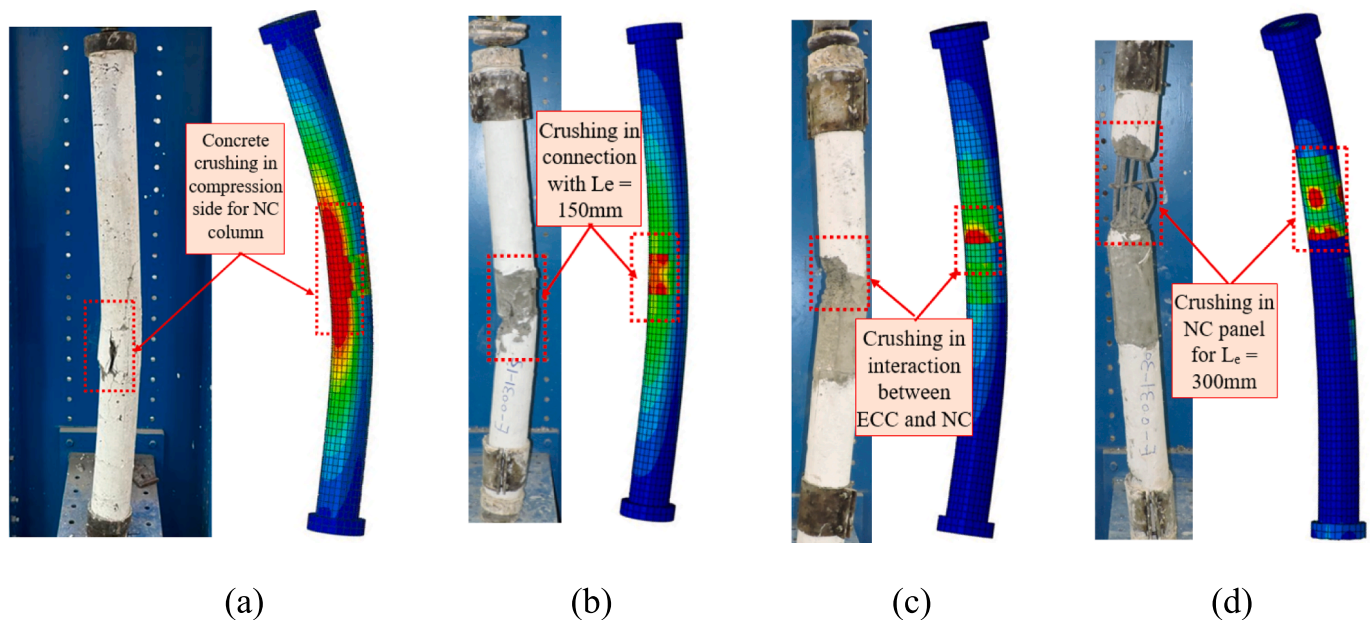 Concrete
crushing in
compression
side for NC
column
Crushing in
connection
with Le =
150mm
Crushing in
interaction
between
ECC and NC
Crushing in
NC panel
for Lₑ =
300mm
(a)
(b)
(c)
(d)